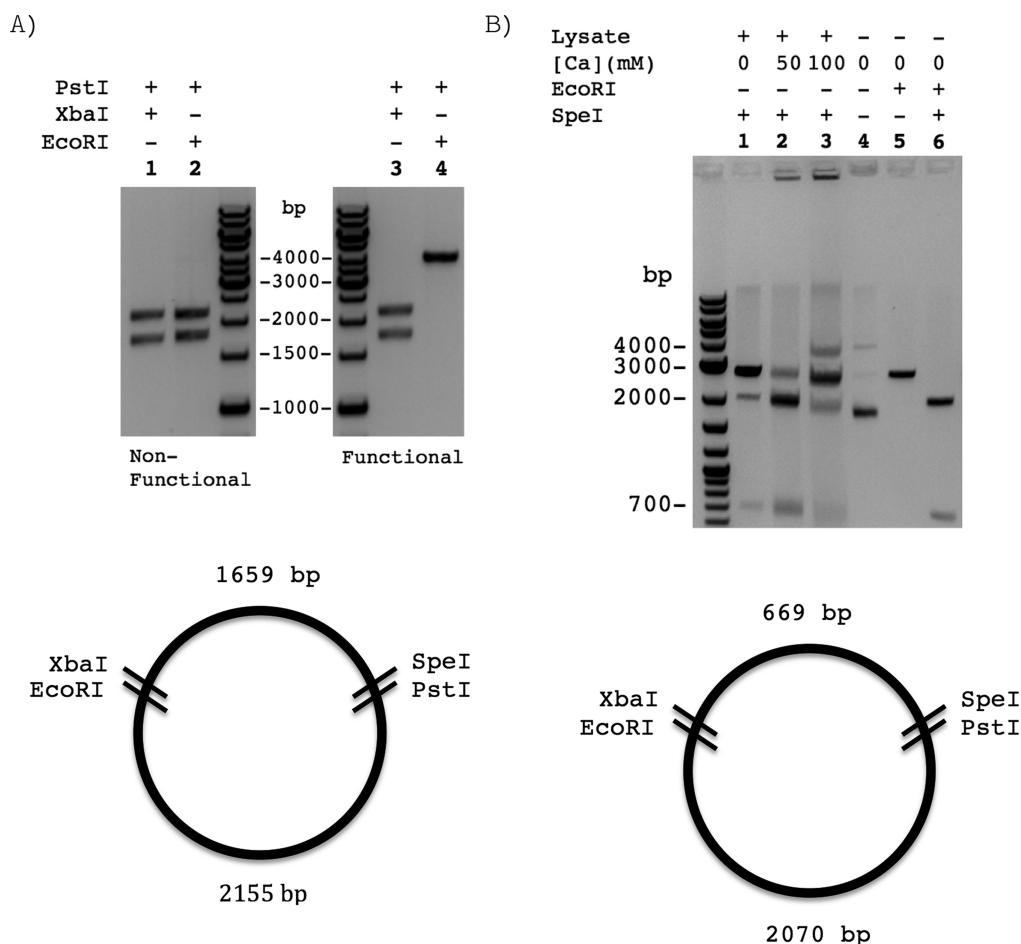 A)
PstI + + + +
XbaI + - + -
EcoRI - + - +
1 2 3 4
bp
-4000-
-3000-
-2000-
-1500-
-1000-
Non-
Functional
Functional
1659 bp
XbaI
EcoRI
SpeI
PstI
2155 bp
B)
Lysate + + + - - -
[Ca](mM) 0 50 100 0 0 0
EcoRI - - - - + +
SpeI + + + - - +
1 2 3 4 5 6
bp
4000-
3000-
2000-
700-
669 bp
XbaI
EcoRI
SpeI
PstI
2070 bp